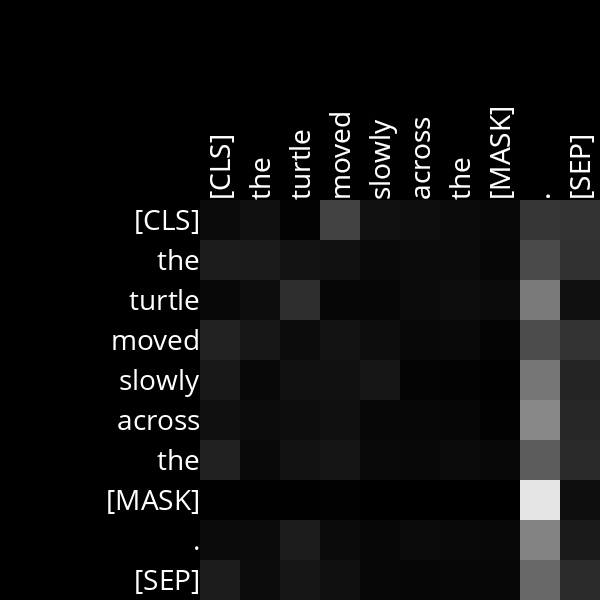 [CLS] the turtle moved slowly across the [MASK] . [SEP]
[CLS]
the
turtle
moved
slowly
across
the
[MASK]
.
[SEP]